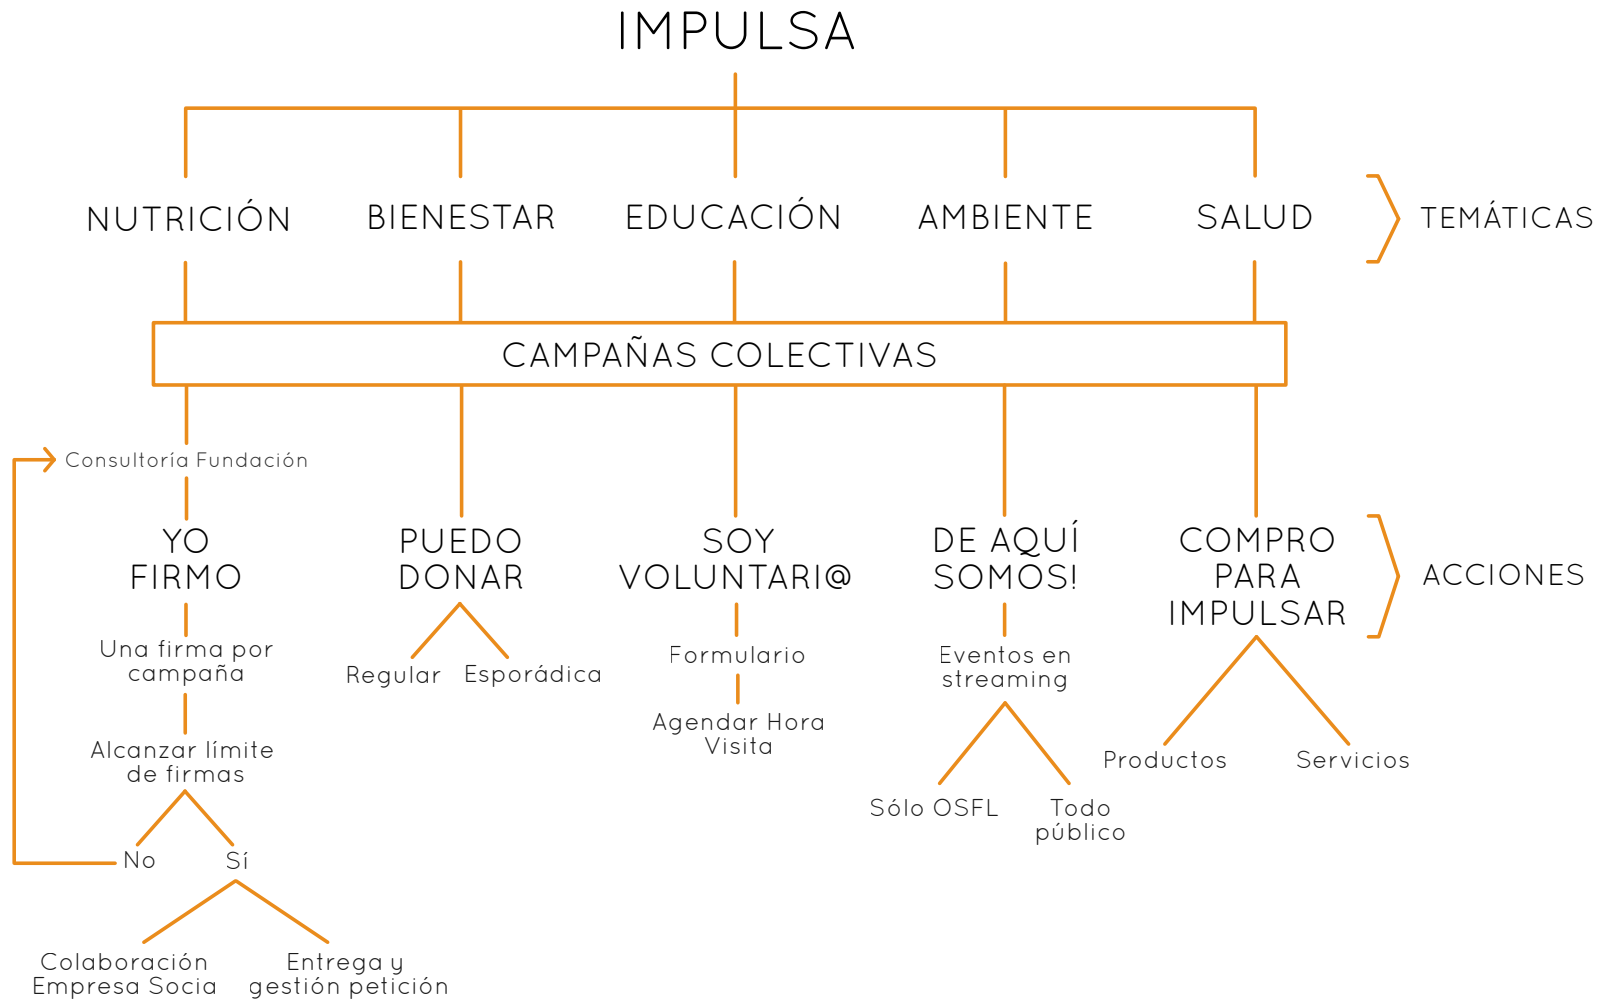 IMPULSA
NUTRICIÓN
BIENESTAR
EDUCACIÓN
AMBIENTE
SALUD
TEMÁTICAS
CAMPAÑAS COLECTIVAS
Consultoría Fundación
YO
FIRMO
PUEDO
DONAR
SOY
VOLUNTARI@
DE AQUÍ
SOMOS!
COMPRO
PARA
IMPULSAR
ACCIONES
Una firma por
campaña
Regular
Esporádica
Formulario
Eventos en
streaming
Alcanzar límite
de firmas
Agendar Hora
Visita
Productos
Servicios
Sólo OSFL
Todo
público
No
Sí
Colaboración
Empresa Socia
Entrega y
gestión petición